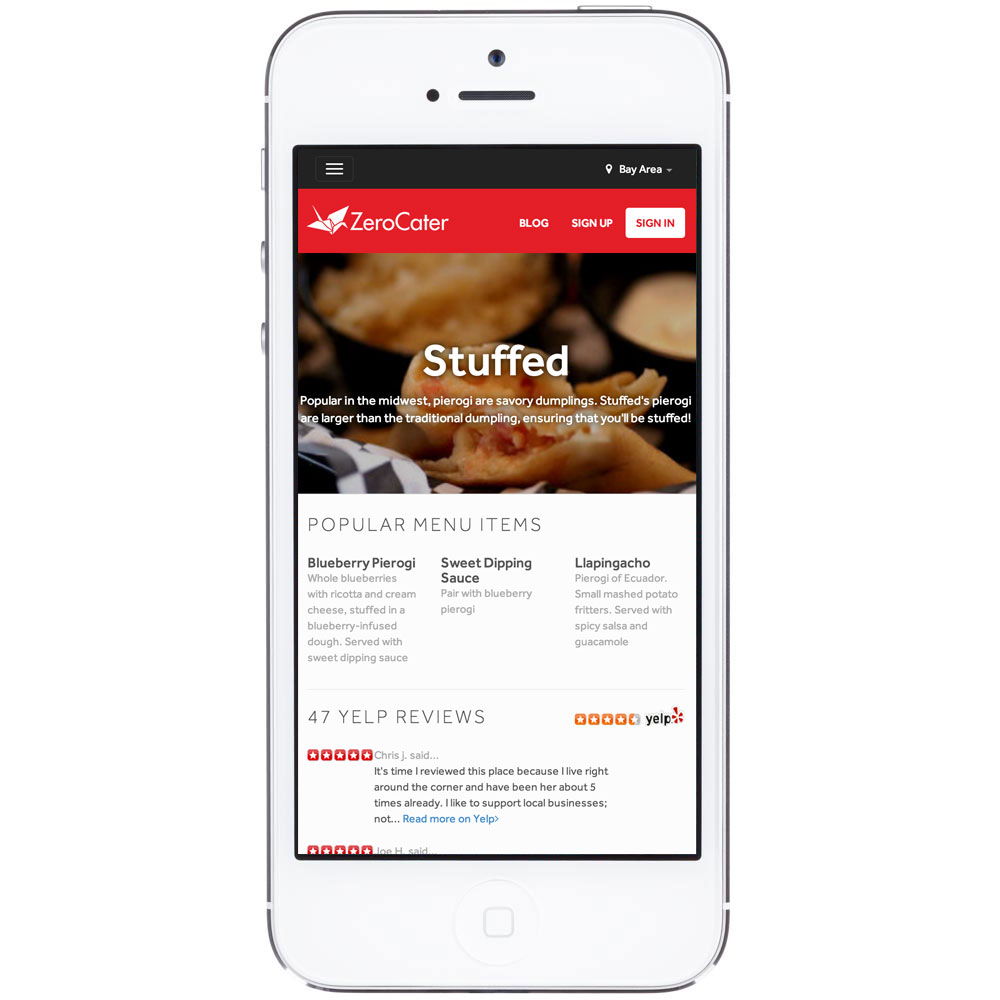 Bay Area
ZeroCater
BLOG
SIGN UP
SIGN IN
Stuffed
Popular in the midwest, pierogi are savory dumplings. Stuffed's pierogi
are larger than the traditional dumpling, ensuring that you'll be stuffed!
POPULAR MENU ITEMS
Blueberry Pierogi
Whole blueberries
with ricotta and cream
cheese, stuffed in a
blueberry-infused
dough. Served with
sweet dipping sauce
Sweet Dipping
Sauce
Pair with blueberry
pierogi
Llapingacho
Pierogi of Ecuador.
Small mashed potato
fritters. Served with
spicy salsa and
guacamole
47 YELP REVIEWS
yelp
Chris j. said...
It's time I reviewed this place because I live right
around the corner and have been her about 5
times already. I like to support local businesses;
not... Read more on Yelp>
Joe H. said...